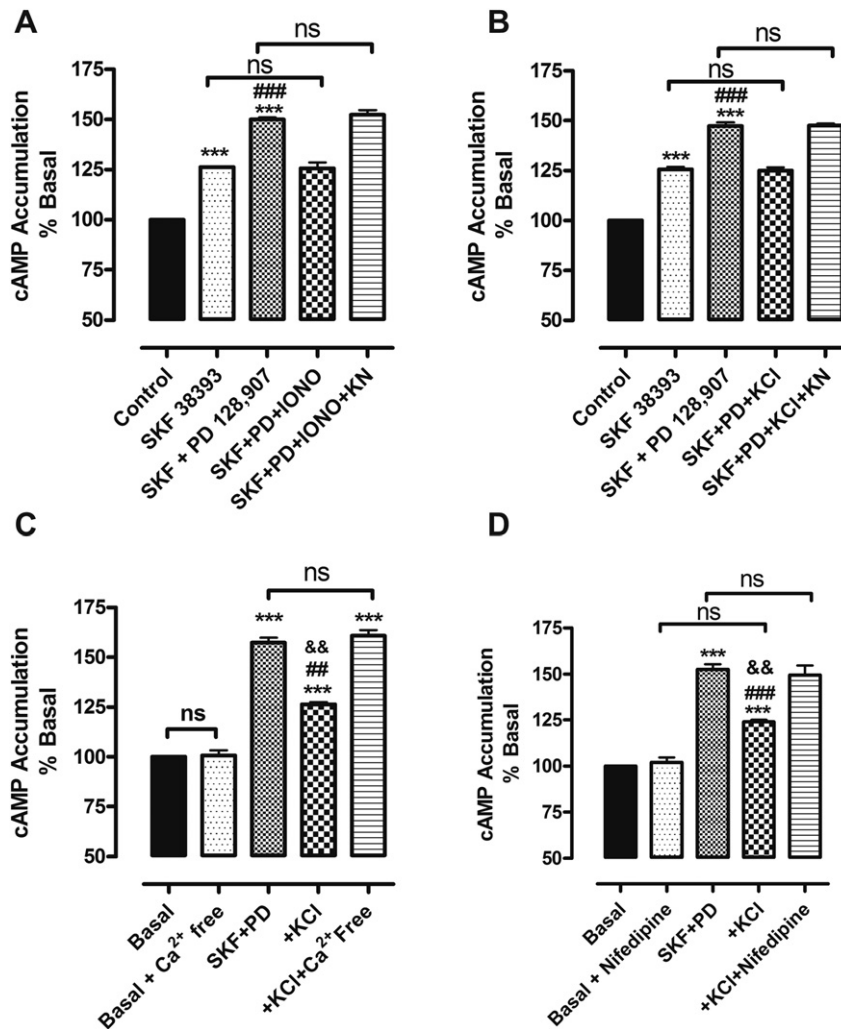 A
cAMP Accumulation
% Basal
175
150
125
100
75
50
ns
ns
***
###
***
Control
SKF 38393
SKF + PD 128,907
SKF+PD+IONO
SKF+PD+IONO+KN
B
cAMP Accumulation
% Basal
175
150
125
100
75
50
ns
ns
***
###
***
Control
SKF 38393
SKF + PD 128,907
SKF+PD+KCl
SKF+PD+KCl+KN
C
cAMP Accumulation
% Basal
175
150
125
100
75
50
ns
ns
***
&&
##
***
***
Basal
Basal + Ca²⁺ free
SKF+PD
+KCl
+KCl+Ca²⁺Free
D
cAMP Accumulation
% Basal
175
150
125
100
75
50
ns
ns
***
&&
###
***
Basal
Basal + Nifedipine
SKF+PD
+KCl
+KCl+Nifedipine